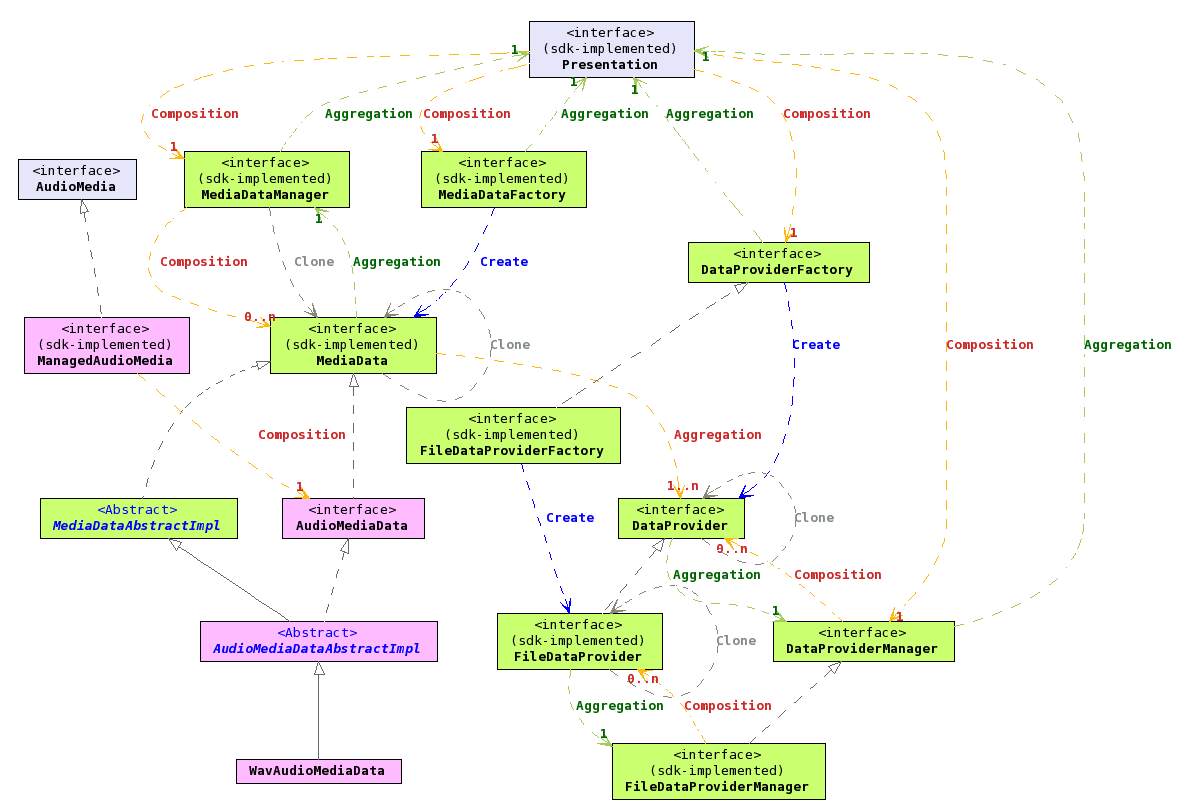 <interface>
(sdk-implemented)
Presentation
1
1
1
1
1
Composition
Aggregation
Composition
Aggregation
Aggregation
Composition
1
1
<interface>
AudioMedia
<interface>
(sdk-implemented)
MediaDataManager
<interface>
(sdk-implemented)
MediaDataFactory
1
1
<interface>
DataProviderFactory
Composition
Clone
Aggregation
Create
0..n
<interface>
(sdk-implemented)
ManagedAudioMedia
<interface>
(sdk-implemented)
MediaData
Clone
Create
Composition
Aggregation
<interface>
(sdk-implemented)
FileDataProviderFactory
Composition
Aggregation
1
1..n
<Abstract>
MediaDataAbstractImpl
<interface>
AudioMediaData
<interface>
DataProvider
Create
Clone
0..n
Aggregation
Composition
1
1
<Abstract>
AudioMediaDataAbstractImpl
<interface>
(sdk-implemented)
FileDataProvider
Clone
<interface>
DataProviderManager
0..n
Aggregation
Composition
1
WavAudioMediaData
<interface>
(sdk-implemented)
FileDataProviderManager